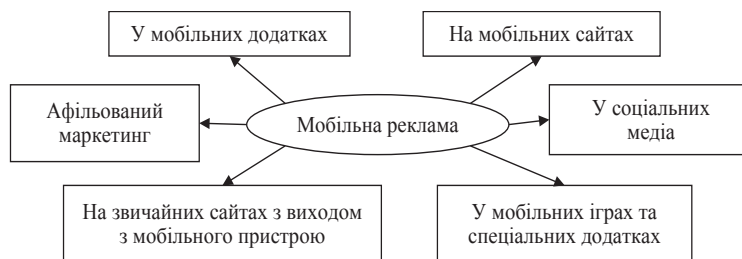 У мобільних додатках
На мобільних сайтах
Афільований
маркетинг
Мобільна реклама
У соціальних
медіа
На звичайних сайтах з виходом
з мобільного пристрою
У мобільних іграх та
спеціальних додатках